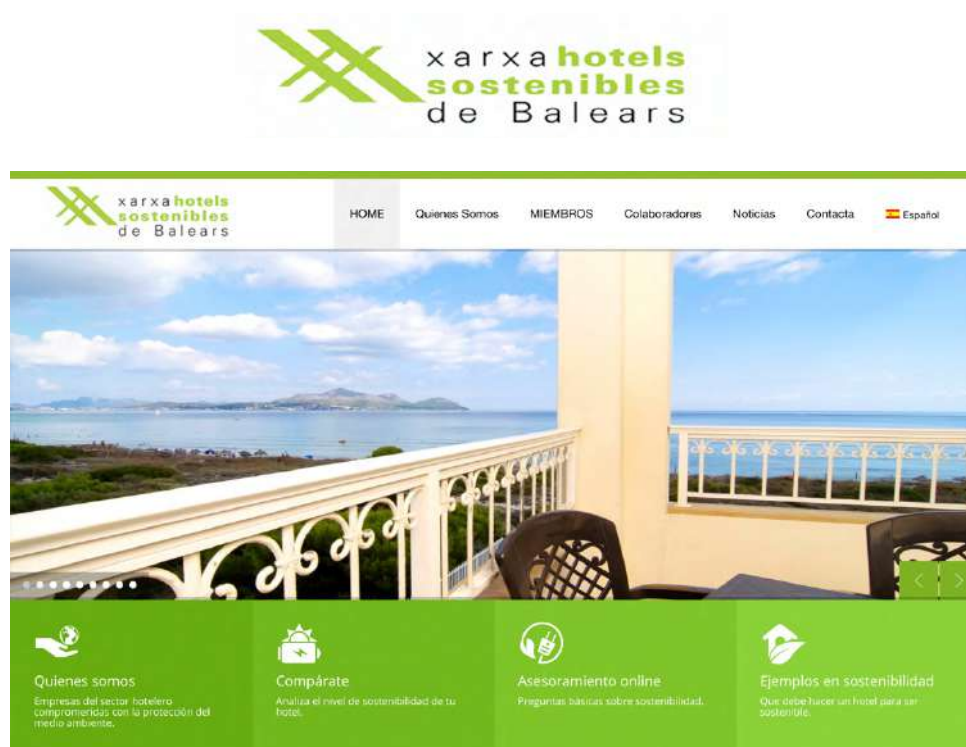 xarxa hotels
sostenibles
de Balears
xarxa hotels
sostenibles
de Balears
HOME Quienes Somos MIEMBROS Colaboradores Noticias Contacta Español
Quienes somos
Empresas del sector hotelero
compromeridas con la protección del
medio ambiente.
Compárate
Analiza el nivel de sostenibilidad de tu
hotel.
Asesoramiento online
Preguntas básicas sobre sostenibilidad.
Ejemplos en sostenibilidad
Que debe hacer un hotel para ser
sostenible.